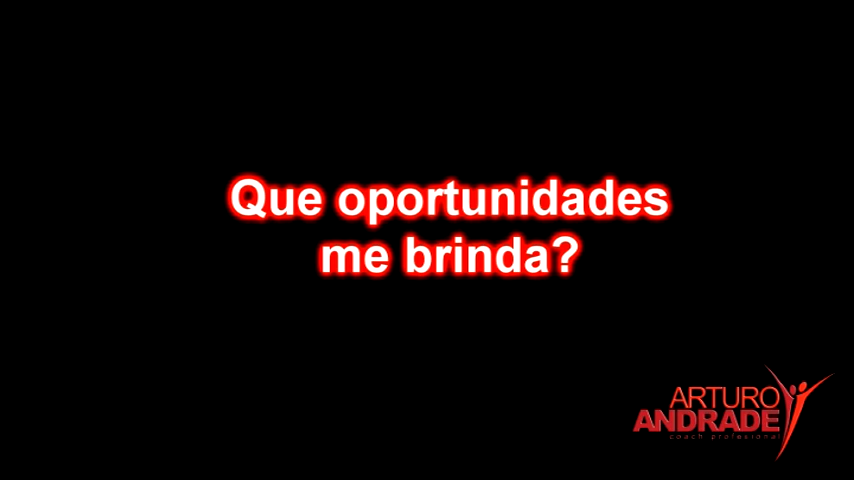 Que oportunidades
me brinda?
ARTURO
ANDRADE
coach profesional